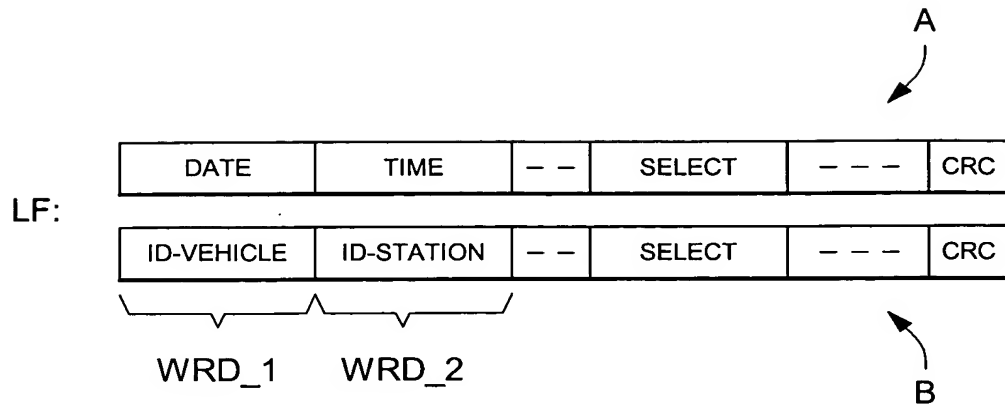 A
DATE TIME - - SELECT - - - CRC
LF:
ID-VEHICLE ID-STATION - - SELECT - - - CRC
WRD_1 WRD_2
B